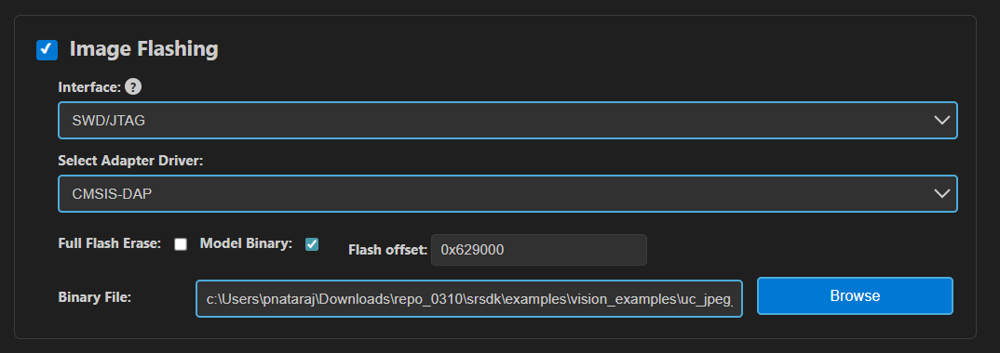 Image Flashing
Interface: ?
SWD/JTAG
Select Adapter Driver:
CMSIS-DAP
Full Flash Erase: Model Binary: Flash offset: 0x629000
Binary File: c:\Users\pnataraj\Downloads\repo_0310\srsdk\examples\vision_examples\uc_jpeg_ Browse